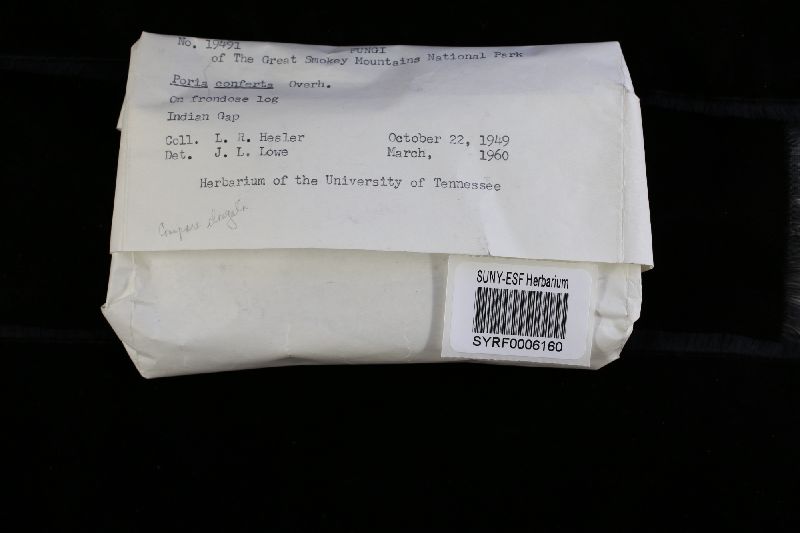 No. 19491
FUNGI
of The Great Smokey Mountains National Park
Poria conferta Overh.
On frondose log
Indian Gap
Coll. L. R. Hesler October 22, 1949
Det. J. L. Lowe March, 1960
Herbarium of the University of Tennessee
Compare
SUNY-ESF Herbarium
SYRF0006160